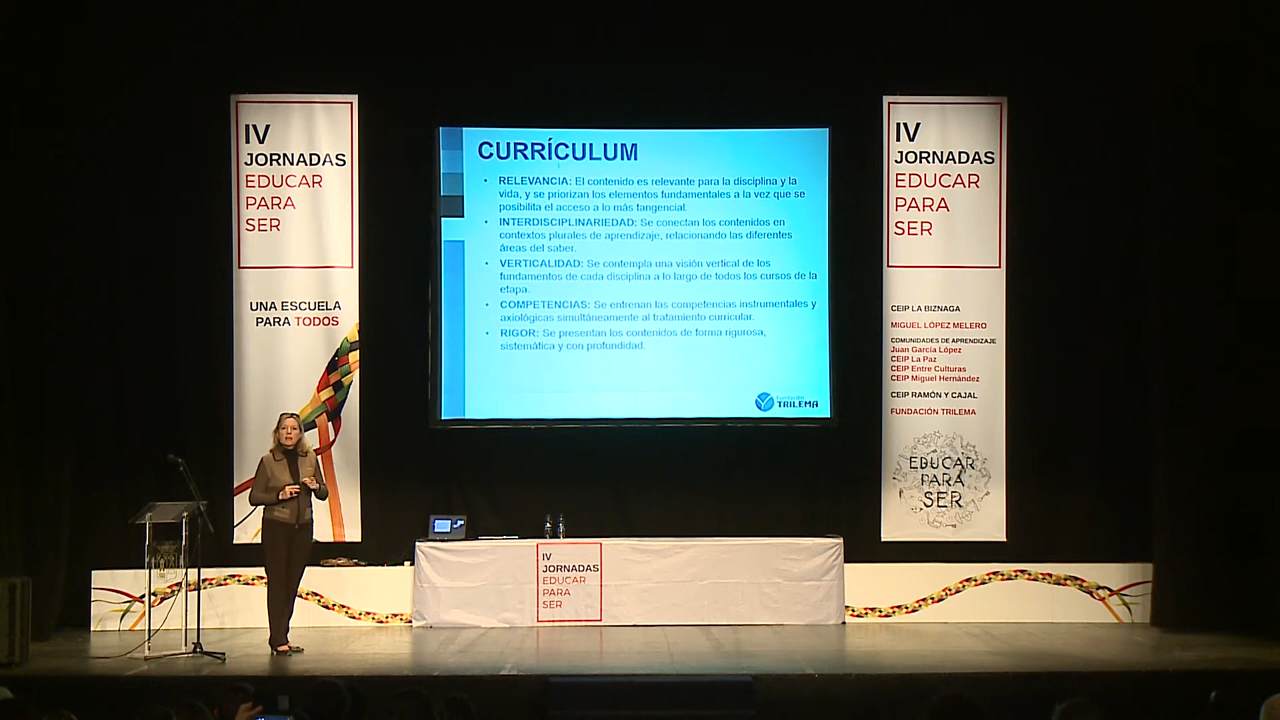 IV
JORNADAS
EDUCAR
PARA
SER
UNA ESCUELA
PARA TODOS
CURRÍCULUM
• RELEVANCIA: El contenido es relevante para la disciplina y la
vida, y se priorizan los elementos fundamentales a la vez que se
posibilita el acceso a lo más tangencial.
• INTERDISCIPLINARIEDAD: Se conectan los contenidos en
contextos plurales de aprendizaje, relacionando las diferentes
áreas del saber.
• VERTICALIDAD: Se contempla una visión vertical de los
fundamentos de cada disciplina a lo largo de todos los cursos de la
etapa.
• COMPETENCIAS: Se entrenan las competencias instrumentales y
axiológicas simultáneamente al tratamiento curricular.
• RIGOR: Se presentan los contenidos de forma rigurosa,
sistemática y con profundidad.
Fundación
TRILEMA
IV
JORNADAS
EDUCAR
PARA
SER
CEIP LA BIZNAGA
MIGUEL LÓPEZ MELERO
COMUNIDADES DE APRENDIZAJE
Juan García López
CEIP La Paz
CEIP Entre Culturas
CEIP Miguel Hernández
CEIP RAMÓN Y CAJAL
FUNDACIÓN TRILEMA
EDUCAR
PARA
SER
IV
JORNADAS
EDUCAR
PARA
SER